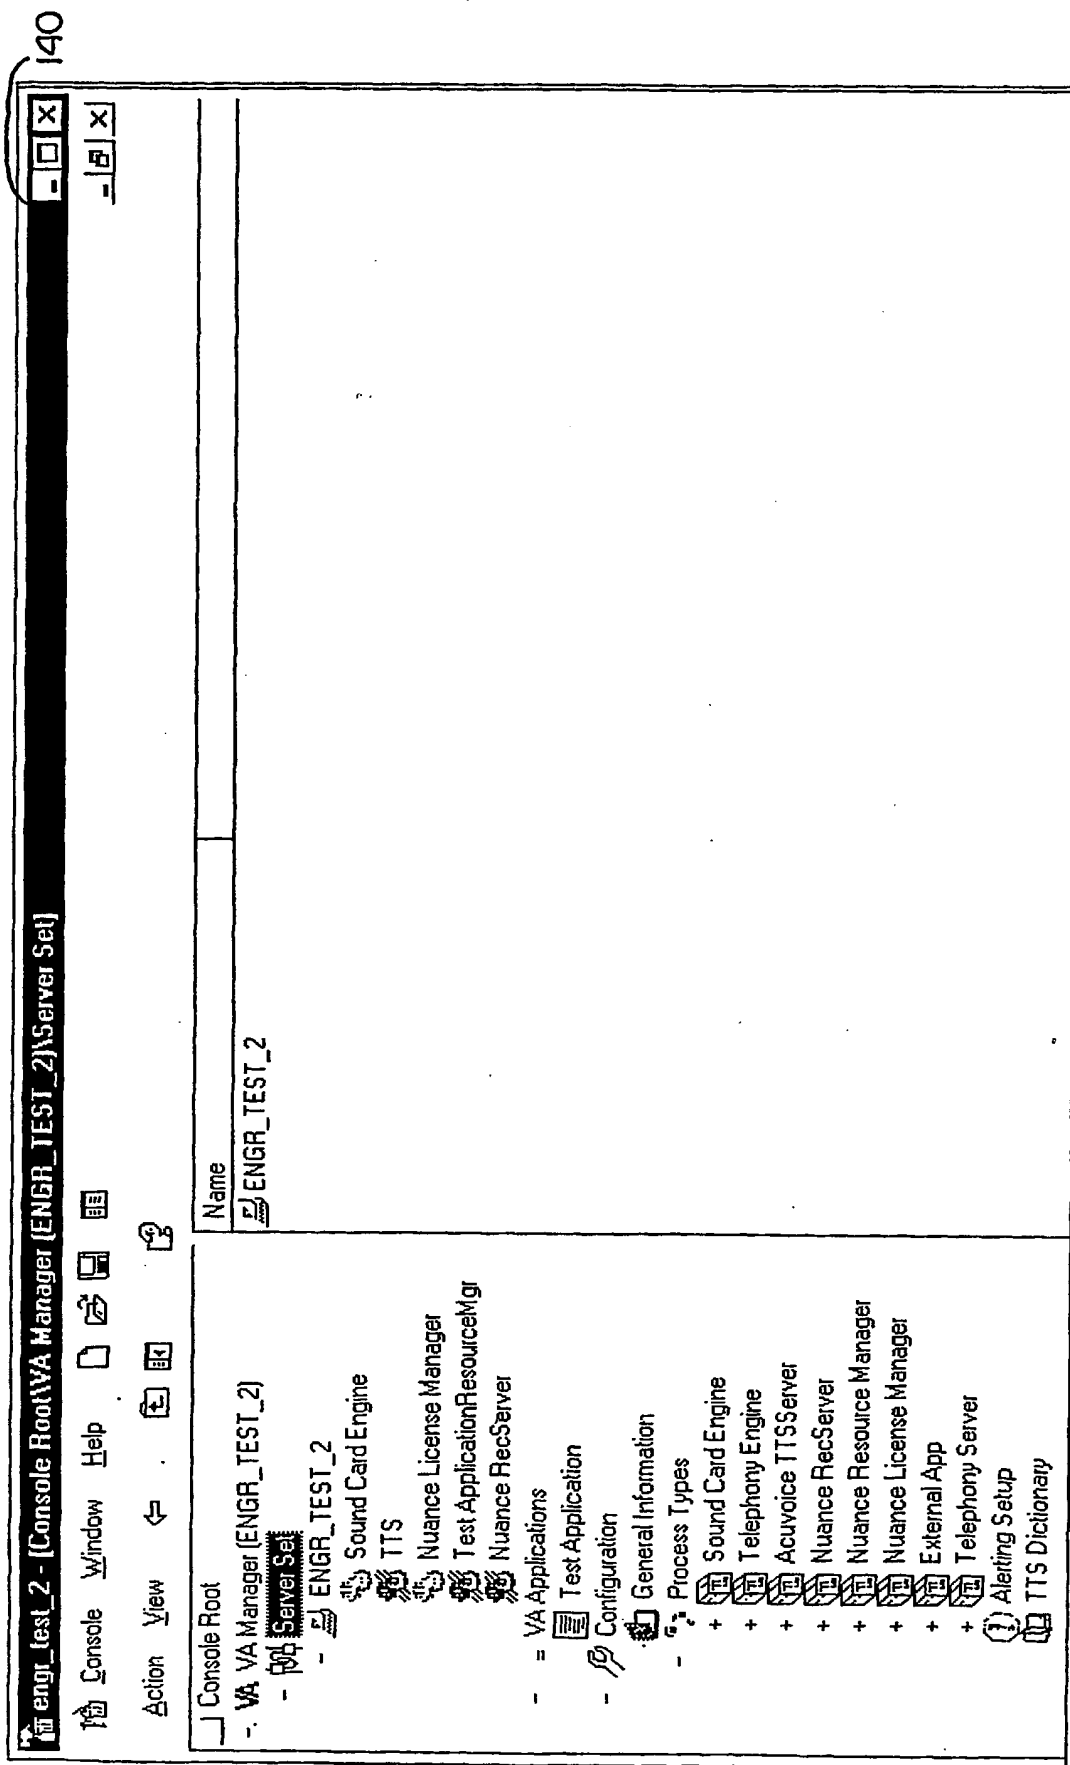 140
engr_test_2 - [Console Root\VA Manager (ENGR_TEST_2)\Server Set]
Console Window Help
Action View
Console Root
VA VA Manager (ENGR_TEST_2)
Server Set
ENGR_TEST_2
Sound Card Engine
TTS
Nuance License Manager
Test ApplicationResourceMgr
Nuance RecServer
VA Applications
Test Application
Configuration
General Information
Process Types
+ Sound Card Engine
+ Telephony Engine
+ Acuvoice TTSServer
+ Nuance RecServer
+ Nuance Resource Manager
+ Nuance License Manager
+ External App
+ Telephony Server
Alerting Setup
TTS Dictionary
Name
ENGR_TEST_2